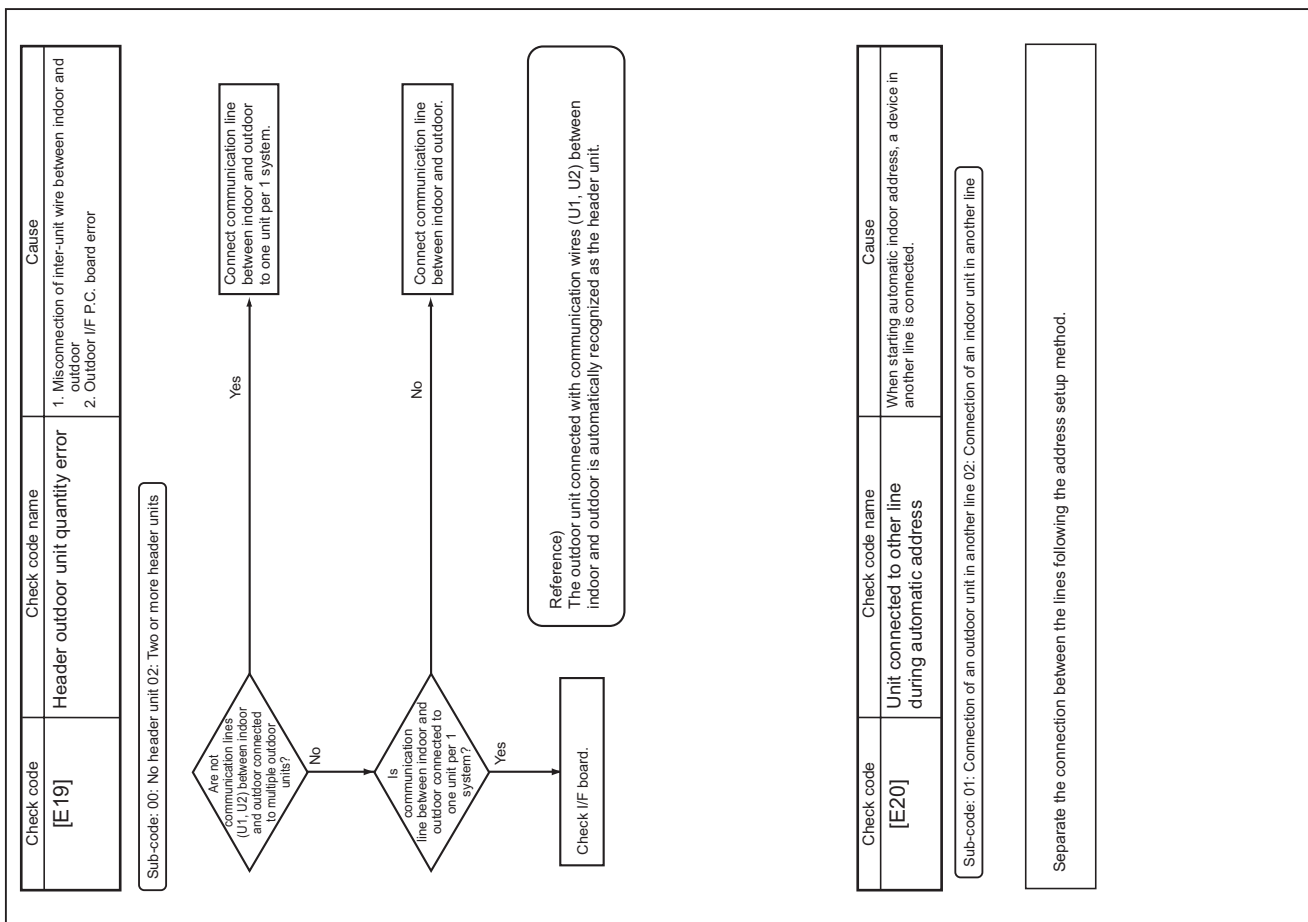 Check code
Check code name
Cause
[E19]
Header outdoor unit quantity error
1. Misconnection of inter-unit wire between indoor and
outdoor
2. Outdoor I/F P.C. board error
Sub-code: 00: No header unit 02: Two or more header units
Are not
communication lines
(U1, U2) between indoor
and outdoor connected
to multiple outdoor
units?
Yes
Connect communication line
between indoor and outdoor
to one unit per 1 system.
No
Is
communication
line between indoor and
outdoor connected to
one unit per 1
system?
No
Connect communication line
between indoor and outdoor.
Yes
Check I/F board.
Reference)
The outdoor unit connected with communication wires (U1, U2) between
indoor and outdoor is automatically recognized as the header unit.
Check code
Check code name
Cause
[E20]
Unit connected to other line
during automatic address
When starting automatic indoor address, a device in
another line is connected.
Sub-code: 01: Connection of an outdoor unit in another line 02: Connection of an indoor unit in another line
Separate the connection between the lines following the address setup method.